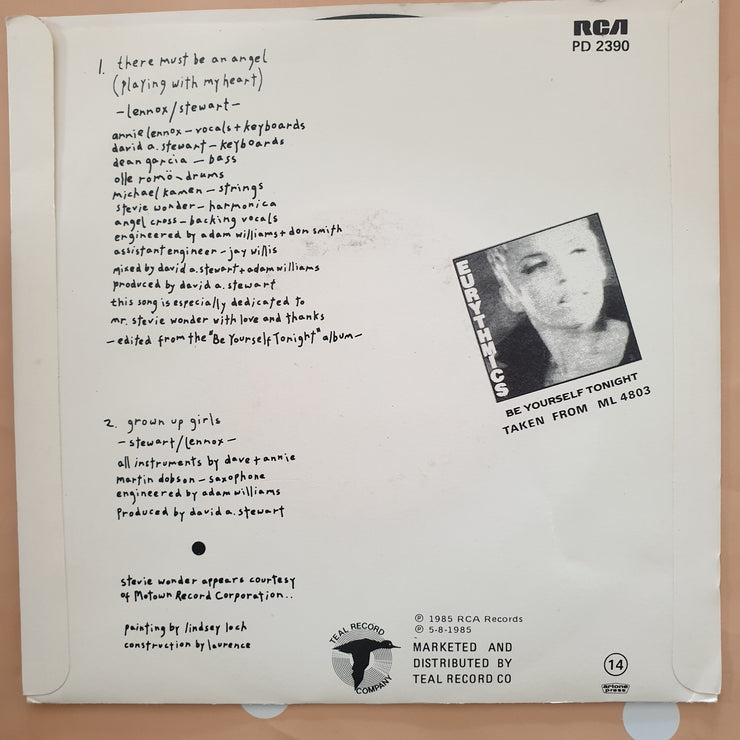 RCA
PD 2390
1. there must be an angel
(playing with my heart)
-lennox/stewart-
annie lennox - vocals + keyboards
david a. stewart - keyboards
dean garcia - bass
olle romö - drums
michael kamen - strings
stevie wonder - harmonica
angel cross - backing vocals
engineered by adam williams + don smith
assistant engineer - jay willis
mixed by david a. stewart + adam williams
produced by david a. stewart
this song is especially dedicated to
mr. stevie wonder with love and thanks
- edited from the "Be Yourself Tonight" album -
EURYTHMICS
BE YOURSELF TONIGHT
TAKEN FROM ML 4803
2. grown up girls
- stewart/lennox -
all instruments by dave + annie
martin dobson - saxophone
engineered by adam williams
produced by david a. stewart
stevie wonder appears courtesy
of Motown Record Corporation..
painting by lindsey loch
construction by laurence
TEAL RECORD
COMPANY
℗ 1985 RCA Records
℗ 5-8-1985
MARKETED AND
DISTRIBUTED BY
TEAL RECORD CO
14
artone
press